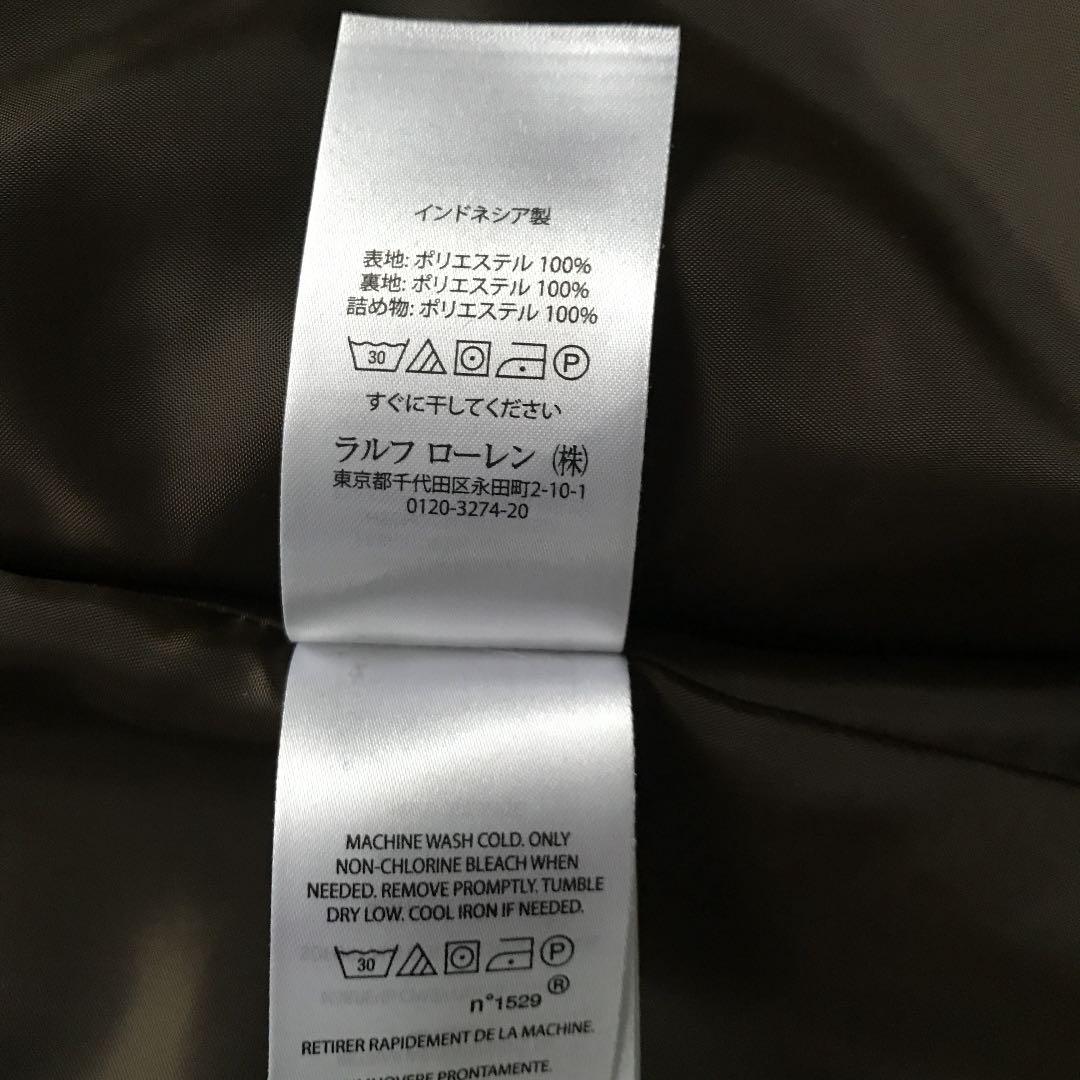 インドネシア製
表地: ポリエステル 100%
裏地: ポリエステル 100%
詰め物: ポリエステル 100%
30 P
すぐに干してください
ラルフ ローレン (株)
東京都千代田区永田町2-10-1
0120-3274-20
MACHINE WASH COLD. ONLY
NON-CHLORINE BLEACH WHEN
NEEDED. REMOVE PROMPTLY. TUMBLE
DRY LOW. COOL IRON IF NEEDED.
30 P
n°1529 ®
RETIRER RAPIDEMENT DE LA MACHINE.
PRONTAMENTE.